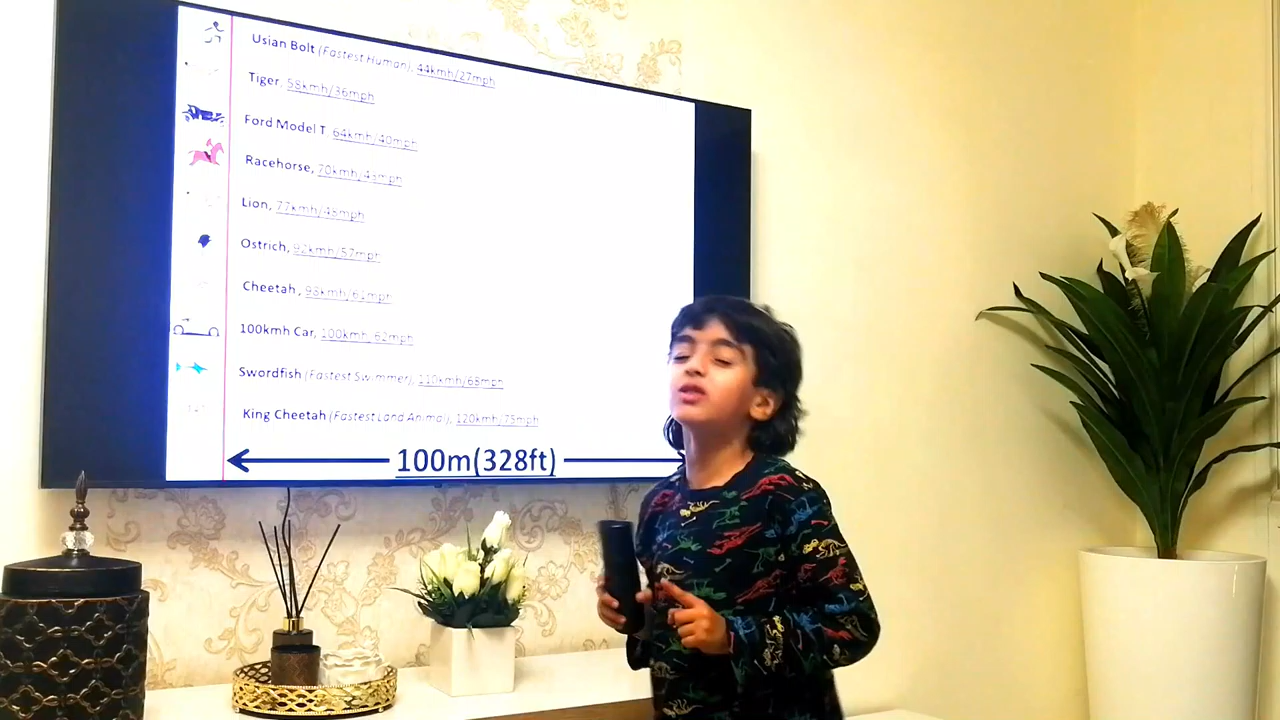 Usian Bolt (Fastest Human), 44kmh/27mph
Tiger, 58kmh/36mph
Ford Model T, 64kmh/40mph
Racehorse, 70kmh/43mph
Lion, 77kmh/48mph
Ostrich, 92kmh/57mph
Cheetah, 98kmh/61mph
100kmh Car, 100kmh, 62mph
Swordfish (Fastest Swimmer), 110kmh/68mph
King Cheetah (Fastest Land Animal), 120kmh/75mph
100m(328ft)